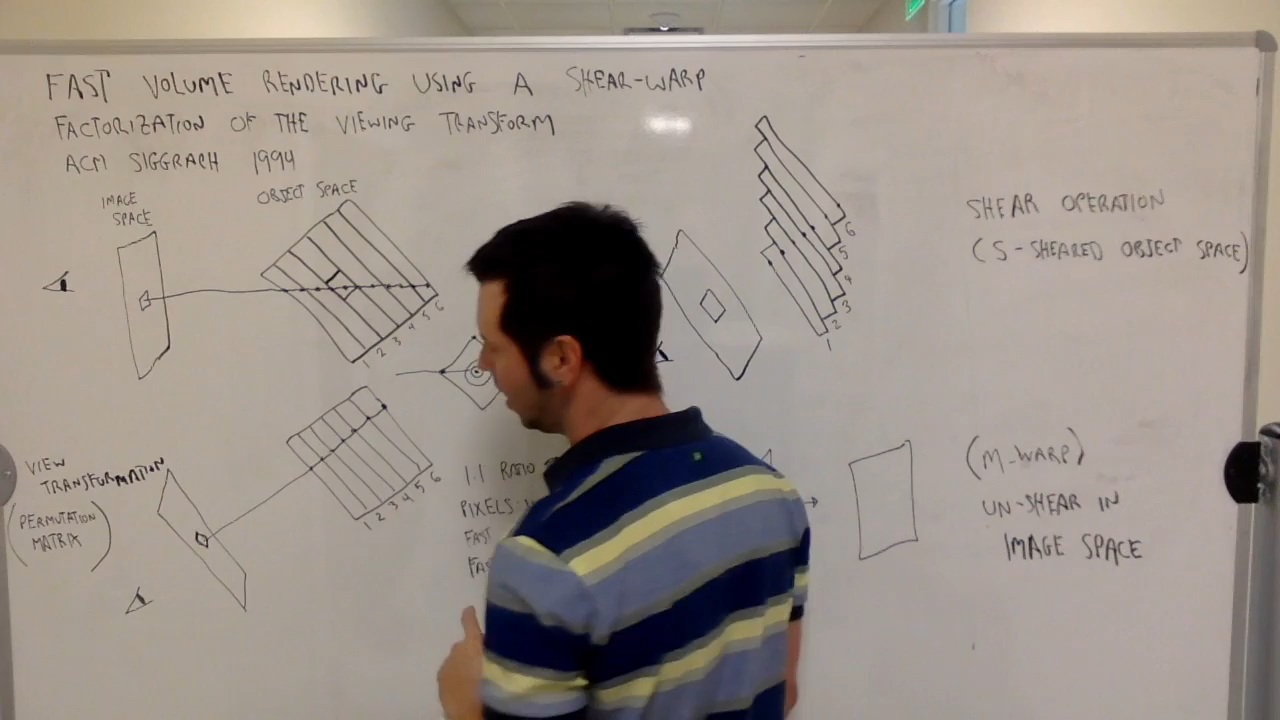 FAST VOLUME RENDERING USING A SHEAR-WARP
FACTORIZATION OF THE VIEWING TRANSFORM
ACM SIGGRAPH 1994
IMAGE
SPACE
OBJECT SPACE
1 2 3 4 5 6
6
5
4
3
2
1
SHEAR OPERATION
(S-SHEARED OBJECT SPACE)
VIEW
TRANSFORMATION
(PERMUTATION
MATRIX)
1 2 3 4 5 6
1:1 RATIO
PIXELS
FAST
(M-WARP)
UN-SHEAR IN
IMAGE SPACE